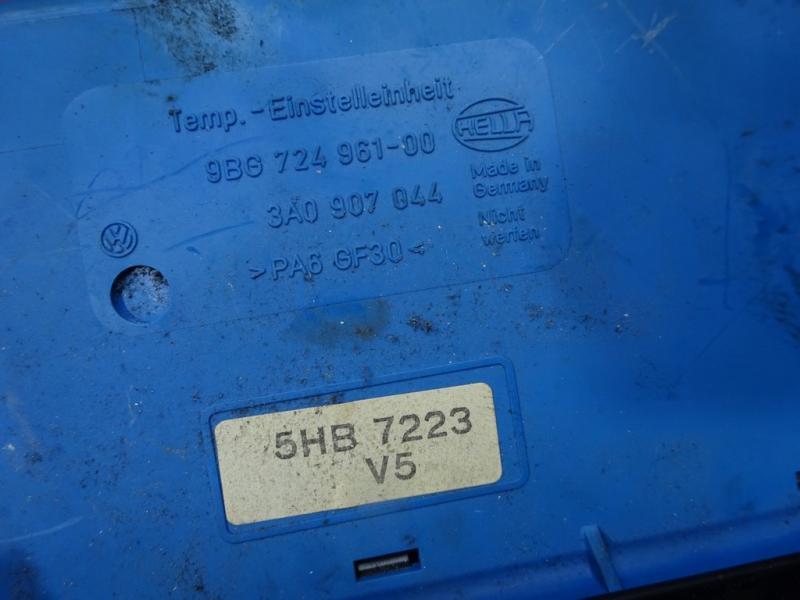 Temp.-Einstelleinheit
HELLA
9BG 724 961-00
Made in
Germany
3A0 907 044
Nicht
werfen
>PA6 GF30<
5HB 7223
V5